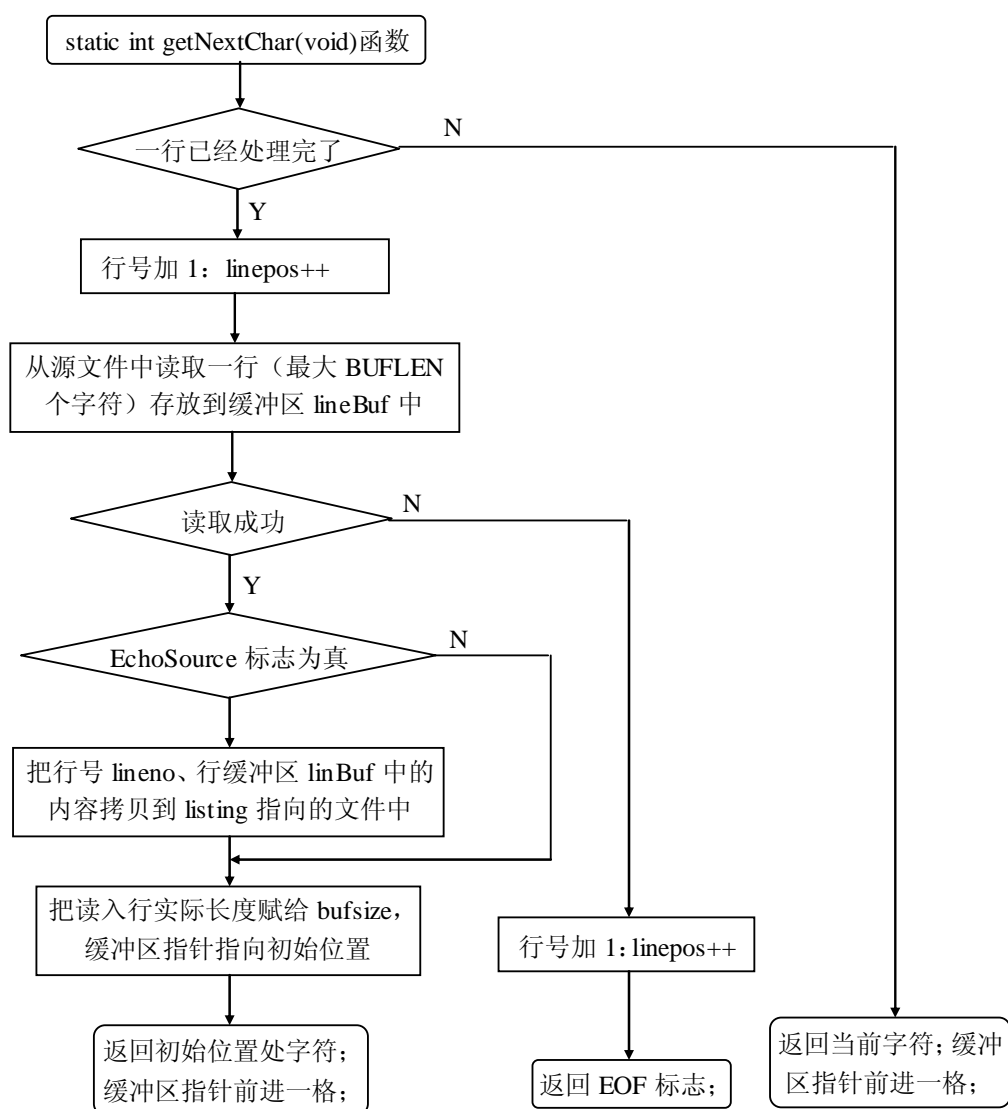 static int getNextChar(void)函数
N
一行已经处理完了
Y
行号加 1：linepos++
从源文件中读取一行（最大 BUFLEN
个字符）存放到缓冲区 lineBuf 中
N
读取成功
Y
N
EchoSource 标志为真
把行号 lineno、行缓冲区 linBuf 中的
内容拷贝到 listing 指向的文件中
把读入行实际长度赋给 bufsize，
缓冲区指针指向初始位置
行号加 1：linepos++
返回初始位置处字符；
缓冲区指针前进一格；
返回 EOF 标志；
返回当前字符；缓冲
区指针前进一格；